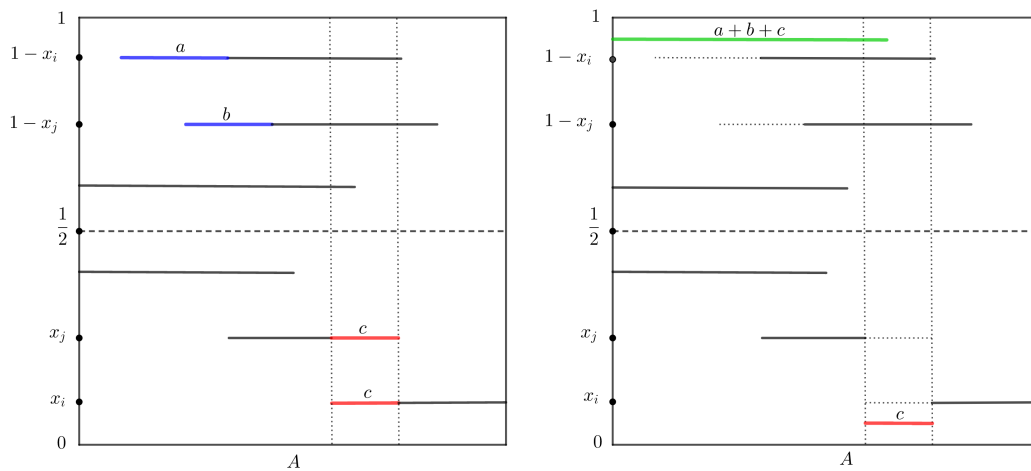 1
a
1 − x_i
b
1 − x_j
1/2
x_j
c
x_i
c
0
A
1
a + b + c
1 − x_i
1 − x_j
1/2
x_j
x_i
c
0
A